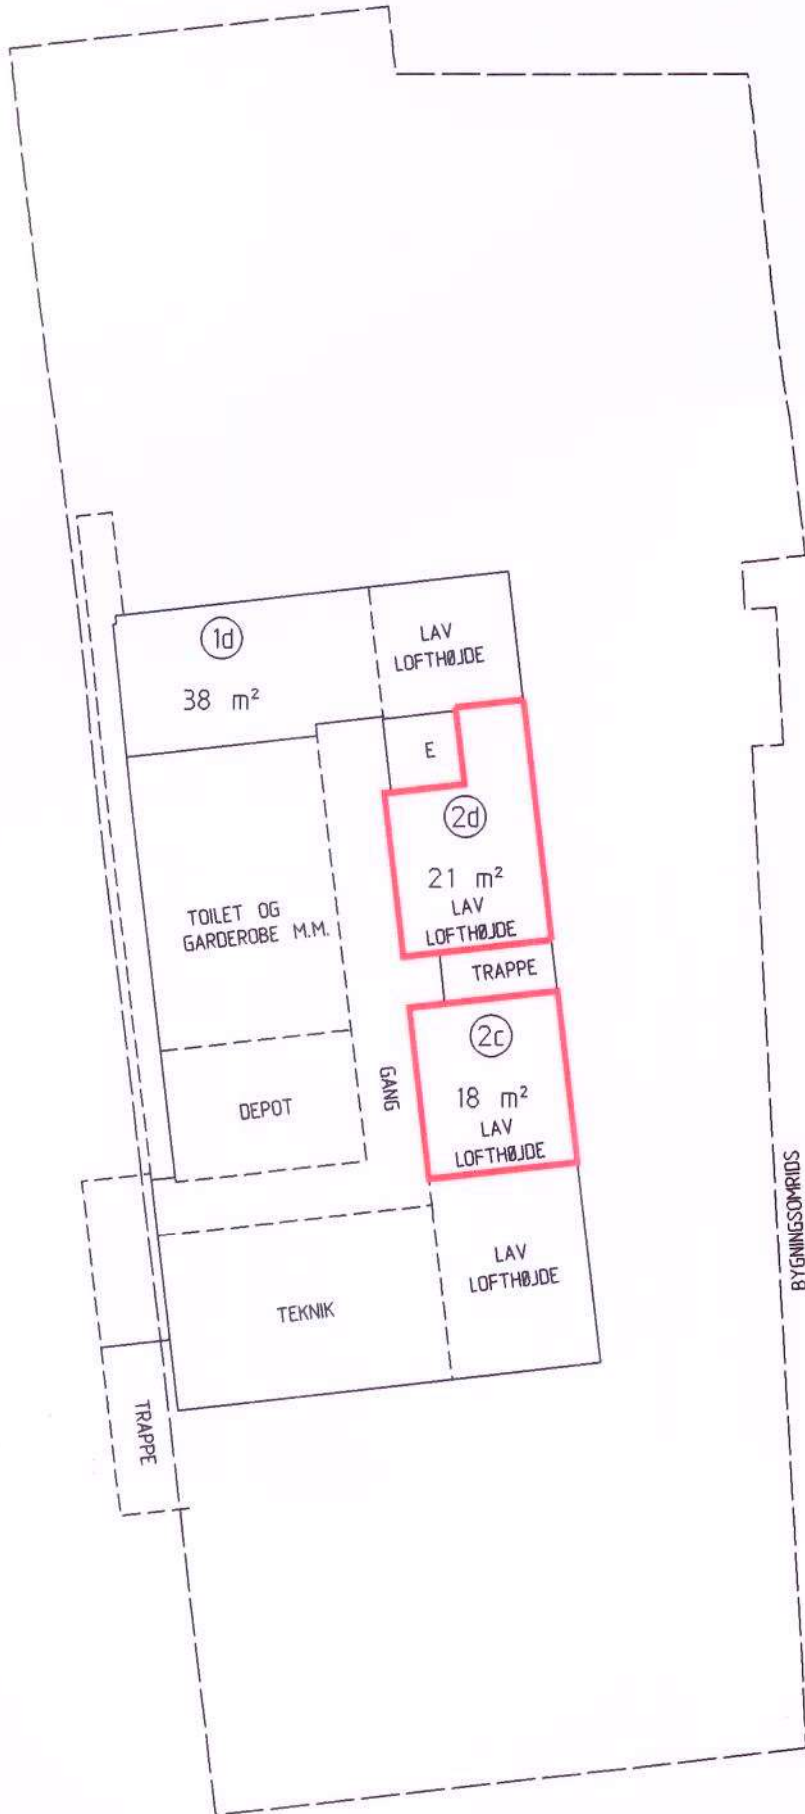 1d
38 m²
LAV
LOFTHØJDE
E
2d
21 m²
LAV
LOFTHØJDE
TOILET OG
GARDEROBE M.M.
TRAPPE
2c
18 m²
LAV
LOFTHØJDE
GANG
DEPOT
LAV
LOFTHØJDE
TEKNIK
TRAPPE
BYGNINGSOMRIDS